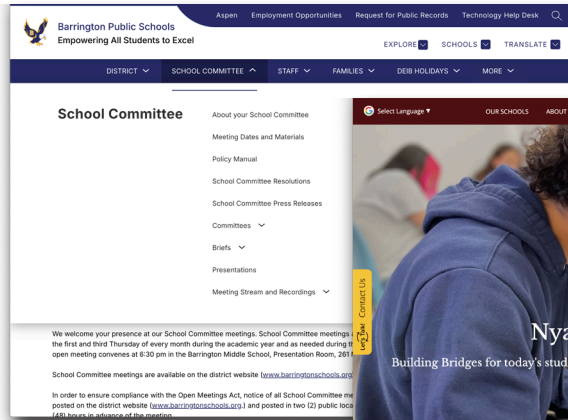 Aspen Employment Opportunities Request for Public Records Technology Help Desk
Barrington Public Schools
Empowering All Students to Excel
EXPLORE SCHOOLS TRANSLATE
DISTRICT SCHOOL COMMITTEE STAFF FAMILIES DEIB HOLIDAYS MORE
School Committee
About your School Committee
Meeting Dates and Materials
Policy Manual
School Committee Resolutions
School Committee Press Releases
Committees
Briefs
Presentations
Meeting Stream and Recordings
We welcome your presence at our School Committee meetings. School Committee meetings
the first and third Thursday of every month during the academic year and as needed during
open meeting convenes at 6:30 pm in the Barrington Middle School, Presentation Room, 261
School Committee meetings are available on the district website (www.barringtonschools.org
In order to ensure compliance with the Open Meetings Act, notice of all School Committee me
posted on the district website (www.barringtonschools.org) and posted in two (2) public loca
(48) hours in advance of the meeting
Select Language ▼ OUR SCHOOLS ABOUT
Let's Talk! Contact Us
Nya
Building Bridges for today's stud